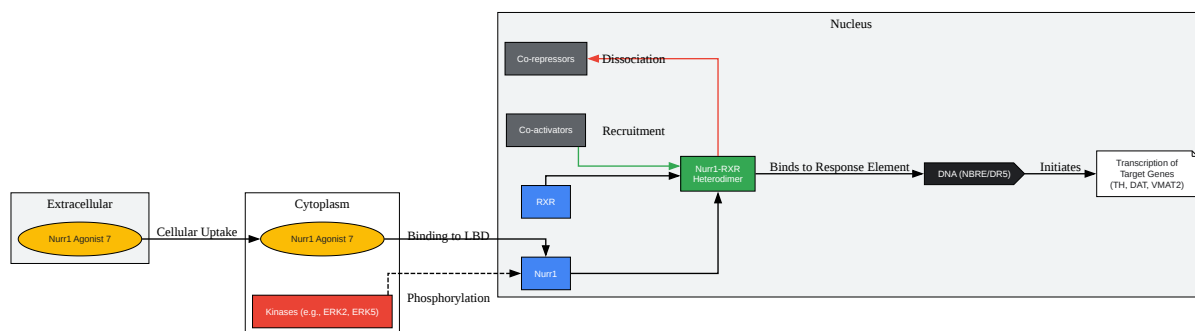 Nucleus
Co-repressors
Dissociation
Co-activators
Recruitment
Nurr1-RXR
Heterodimer
Binds to Response Element
DNA (NBRE/DR5)
Initiates
Transcription of
Target Genes
(TH, DAT, VMAT2)
RXR
Extracellular
Nurr1 Agonist 7
Cellular Uptake
Cytoplasm
Nurr1 Agonist 7
Binding to LBD
Nurr1
Kinases (e.g., ERK2, ERK5)
Phosphorylation